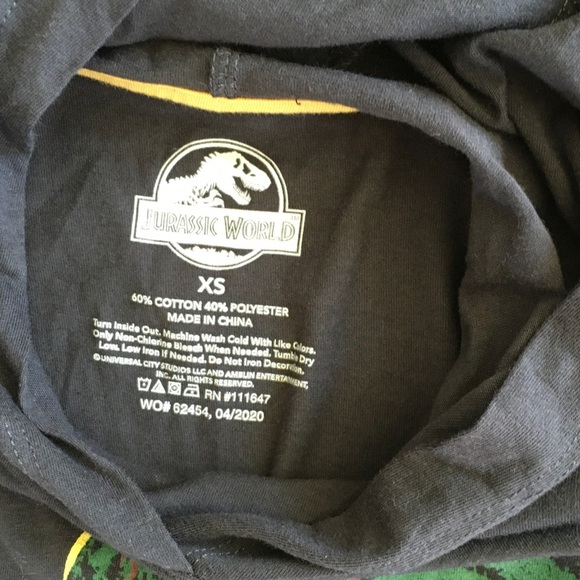 JURASSIC WORLD
XS
60% COTTON 40% POLYESTER
MADE IN CHINA
Turn Inside Out. Machine Wash Cold With Like Colors.
Only Non-Chlorine Bleach When Needed. Tumble Dry
Low. Low Iron If Needed. Do Not Iron Decoration.
© UNIVERSAL CITY STUDIOS LLC AND AMBLIN ENTERTAINMENT,
INC. ALL RIGHTS RESERVED.
RN #111647
WO# 62454, 04/2020